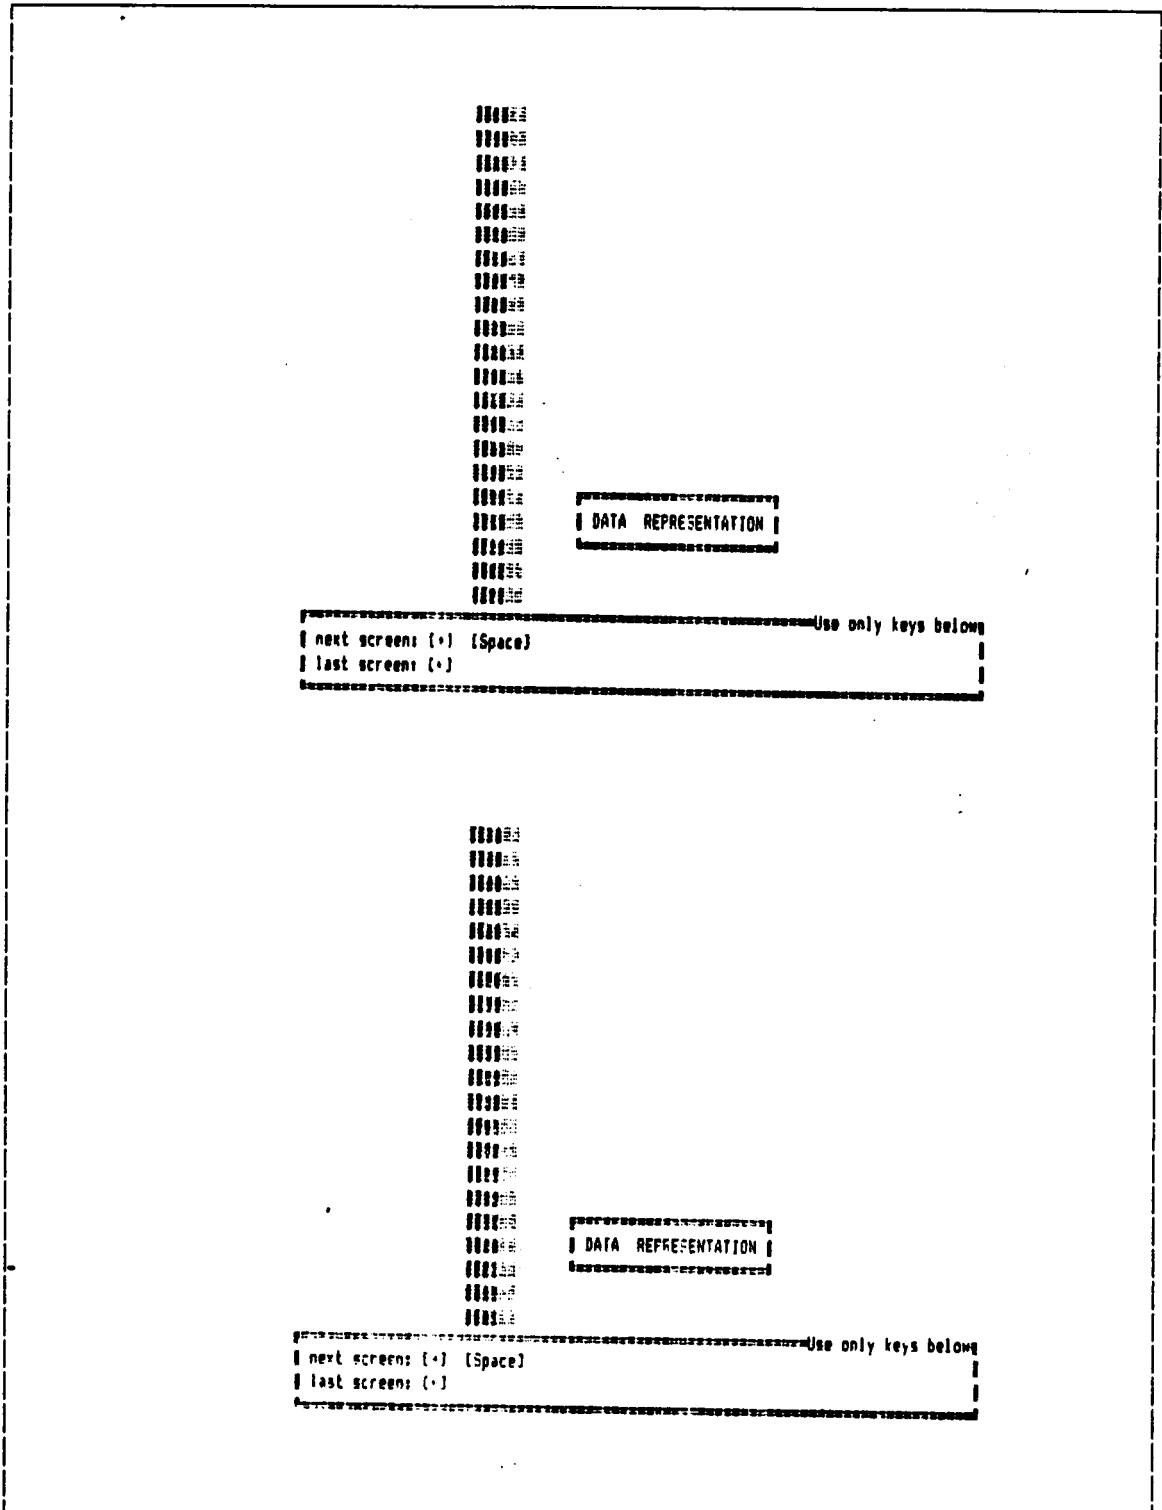 DATA REPRESENTATION
Use only keys below
next screen: [+] [Space]
last screen: [+]
DATA REPRESENTATION
Use only keys below
next screen: [+] [Space]
last screen: [+]